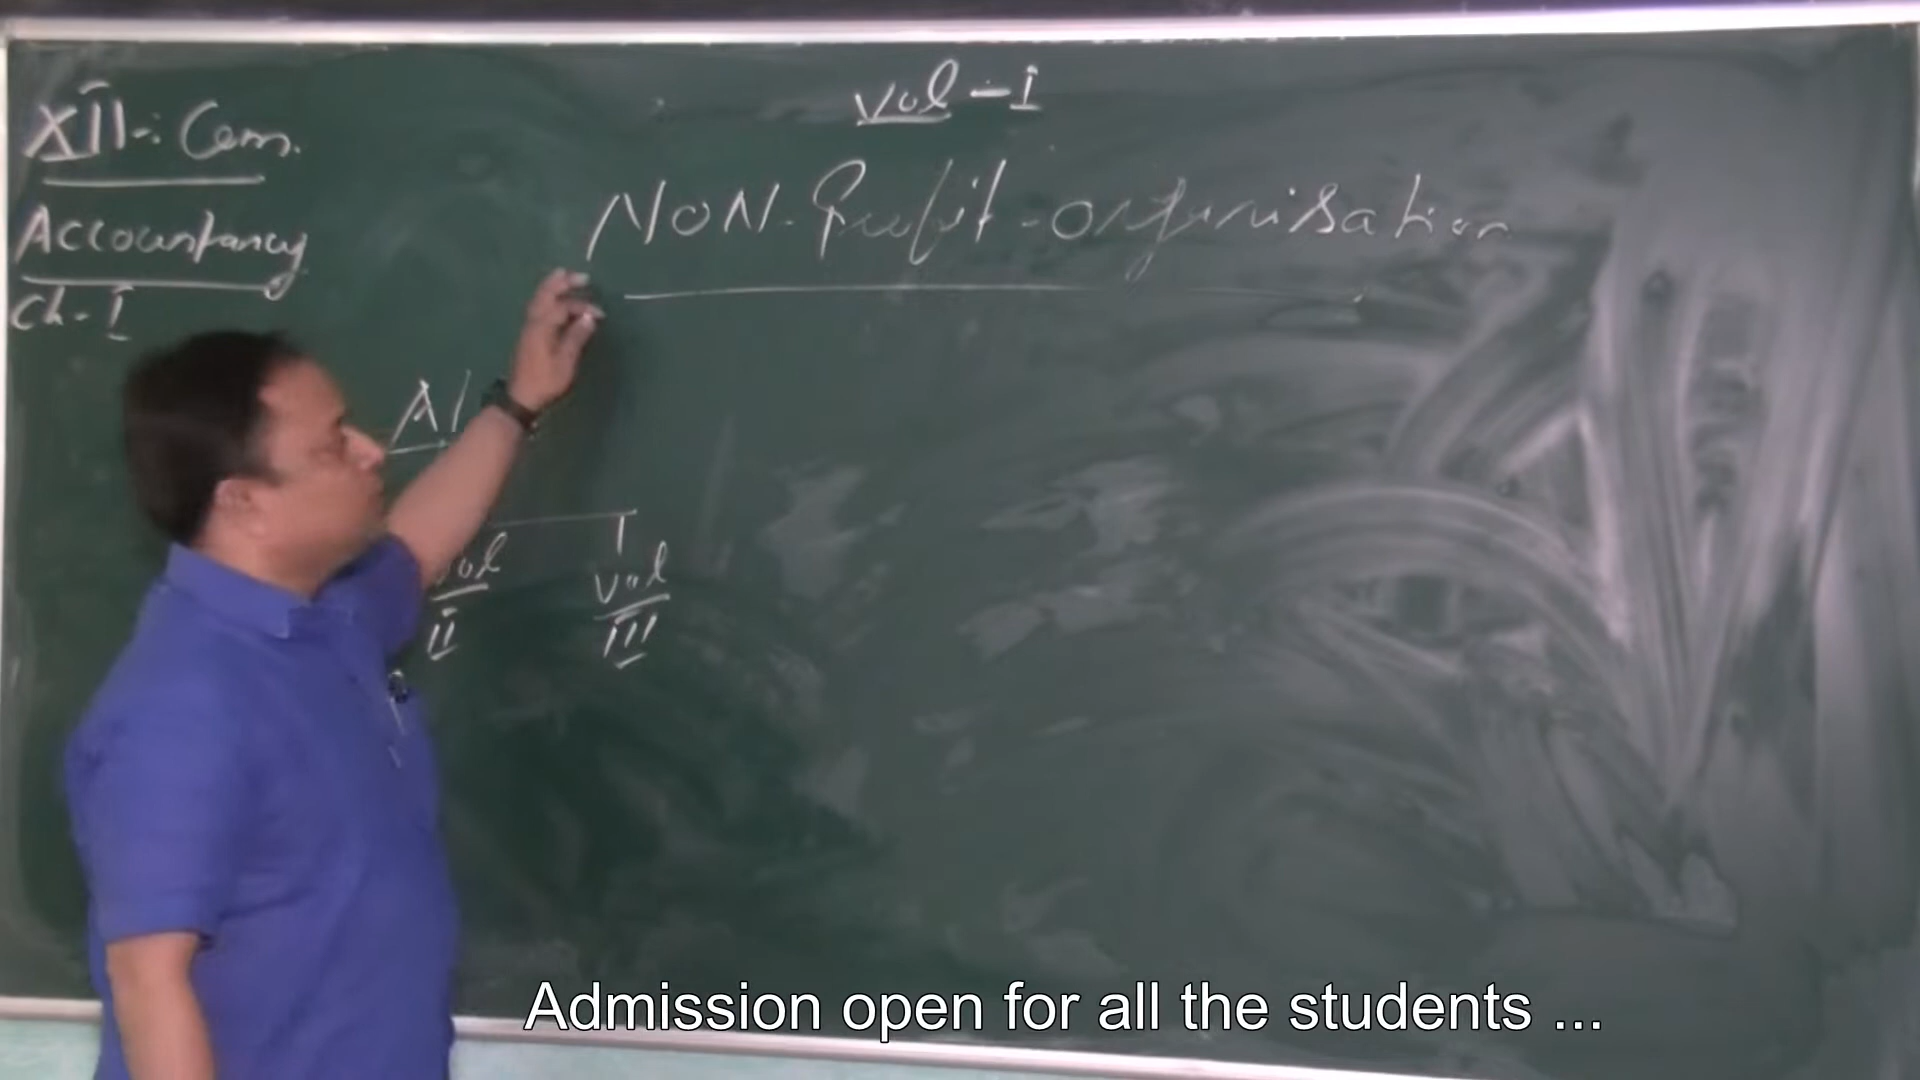 XII-: Com.
Accountancy
Ch-I
Vol-I
NON-Profit-organisation
Vol
II
Vol
III
Admission open for all the students ...